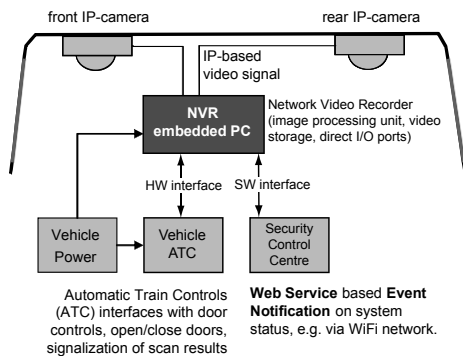 front IP-camera
rear IP-camera
IP-based
video signal
NVR
embedded PC
Network Video Recorder
(image processing unit, video
storage, direct I/O ports)
HW interface
SW interface
Vehicle
Power
Vehicle
ATC
Security
Control
Centre
Automatic Train Controls
(ATC) interfaces with door
controls, open/close doors,
signalization of scan results
Web Service based Event
Notification on system
status, e.g. via WiFi network.